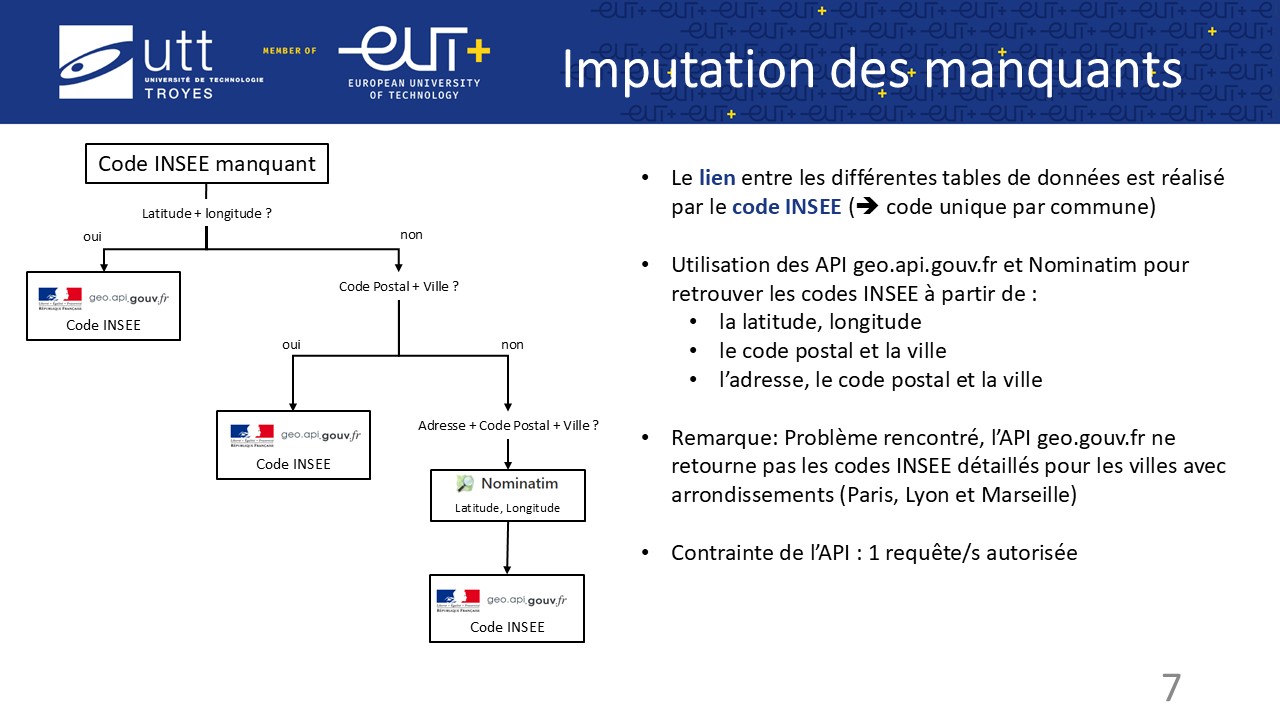 utt
UNIVERSITÉ DE TECHNOLOGIE
TROYES
MEMBER OF
EUT+
EUROPEAN UNIVERSITY
OF TECHNOLOGY
Imputation des manquants
Code INSEE manquant
Latitude + longitude ?
oui
non
geo.api.gouv.fr
Code INSEE
Code Postal + Ville ?
oui
non
geo.api.gouv.fr
Code INSEE
Adresse + Code Postal + Ville ?
Nominatim
Latitude, Longitude
geo.api.gouv.fr
Code INSEE
• Le lien entre les différentes tables de données est réalisé
par le code INSEE (➔ code unique par commune)
• Utilisation des API geo.api.gouv.fr et Nominatim pour
retrouver les codes INSEE à partir de :
• la latitude, longitude
• le code postal et la ville
• l’adresse, le code postal et la ville
• Remarque: Problème rencontré, l’API geo.gouv.fr ne
retourne pas les codes INSEE détaillés pour les villes avec
arrondissements (Paris, Lyon et Marseille)
• Contrainte de l’API : 1 requête/s autorisée
7